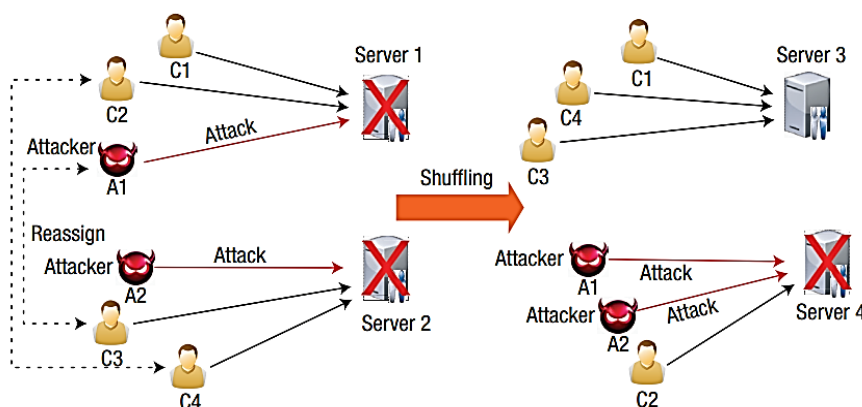 C1
C2
Server 1
Attacker
A1
Attack
Reassign
Attacker
A2
Attack
C3
C4
Server 2
Shuffling
C1
C4
C3
Server 3
Attacker
A1
Attack
Attacker
A2
Attack
C2
Server 4